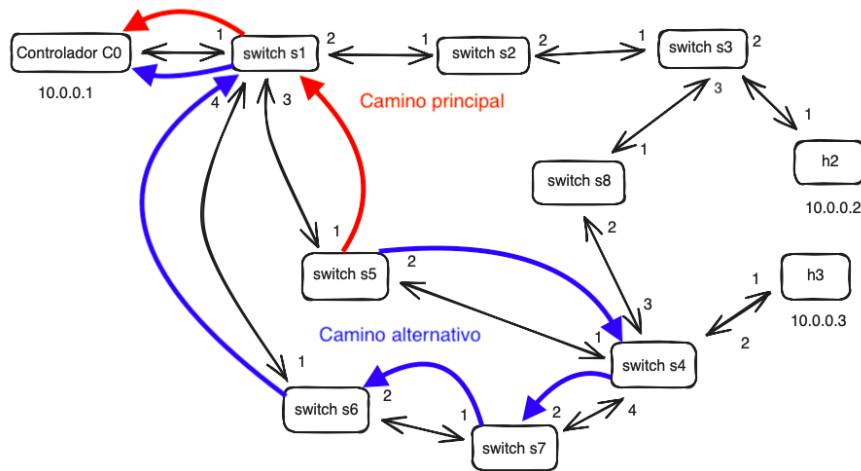 Controlador C0
10.0.0.1
1
switch s1
2
4
3
1
switch s2
2
1
switch s3
2
3
1
h2
10.0.0.2
Camino principal
1
switch s8
2
1
switch s5
2
1
h3
10.0.0.3
Camino alternativo
3
1
switch s4
2
4
1
switch s6
2
1
switch s7
2